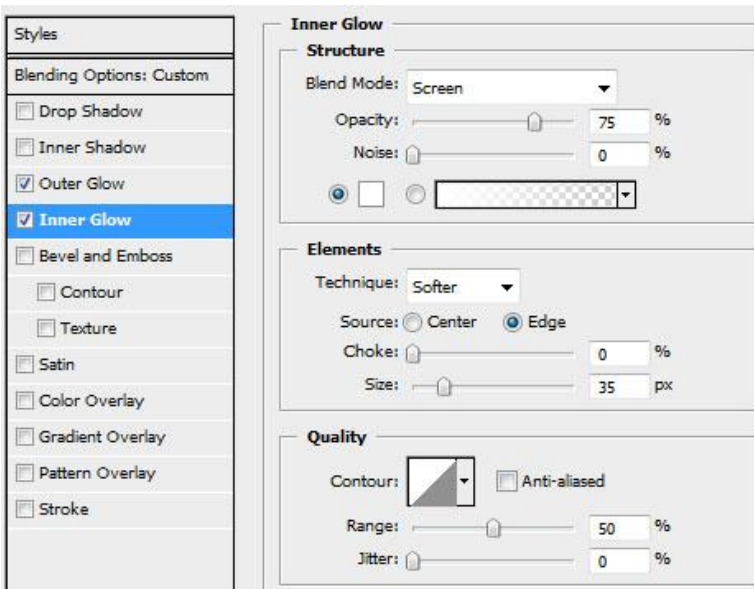 Styles
Blending Options: Custom
Drop Shadow
Inner Shadow
Outer Glow
Inner Glow
Bevel and Emboss
Contour
Texture
Satin
Color Overlay
Gradient Overlay
Pattern Overlay
Stroke
Inner Glow
Structure
Blend Mode: Screen
Opacity: 75 %
Noise: 0 %
Elements
Technique: Softer
Source: Center Edge
Choke: 0 %
Size: 35 px
Quality
Contour: Anti-aliased
Range: 50 %
Jitter: 0 %